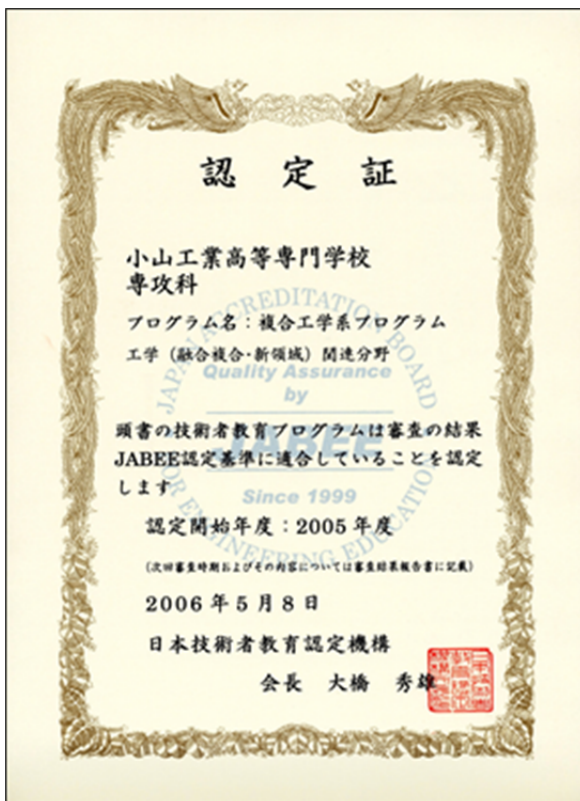 認定証
小山工業高等専門学校
専攻科
プログラム名：複合工学系プログラム
工学（融合複合・新領域）関連分野
頭書の技術者教育プログラムは審査の結果
JABEE認定基準に適合していることを認定
します
認定開始年度：2005年度
（次回審査時期およびその内容については審査結果報告書に記載）
2006年5月8日
日本技術者教育認定機構
会長 大橋 秀雄
JAPAN ACCREDITATION BOARD
Quality Assurance
by
JABEE
Since 1999
FOR ENGINEERING EDUCATION